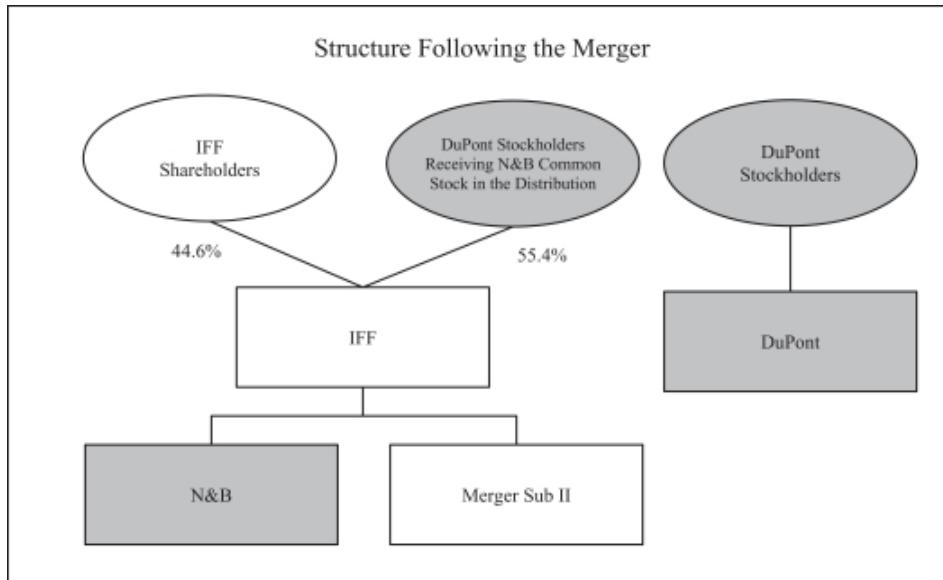 Structure Following the Merger
IFF
Shareholders
DuPont Stockholders
Receiving N&B Common
Stock in the Distribution
DuPont
Stockholders
44.6%
55.4%
IFF
DuPont
N&B
Merger Sub II